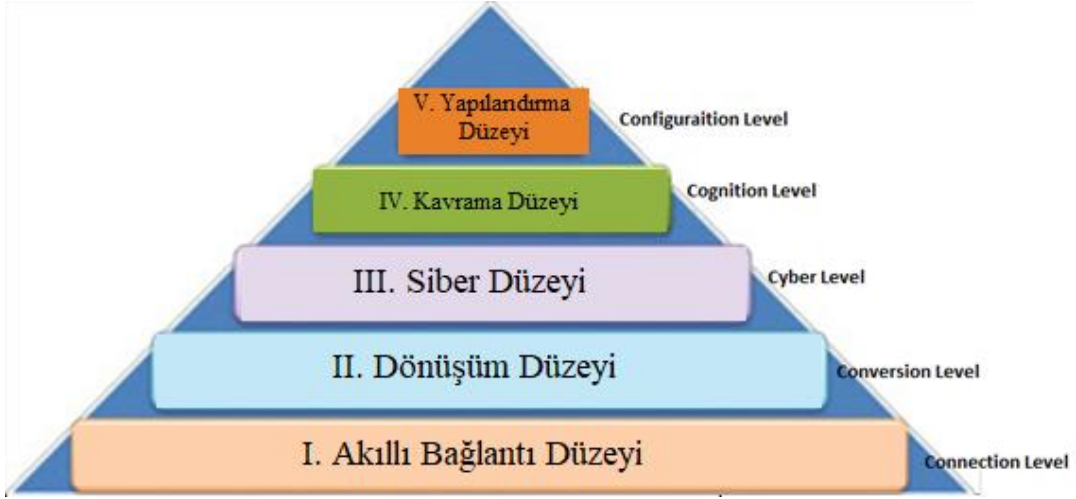 V. Yapılandırma
Düzeyi
Configuraition Level
IV. Kavrama Düzeyi
Cognition Level
III. Siber Düzeyi
Cyber Level
II. Dönüşüm Düzeyi
Conversion Level
I. Akıllı Bağlantı Düzeyi
Connection Level